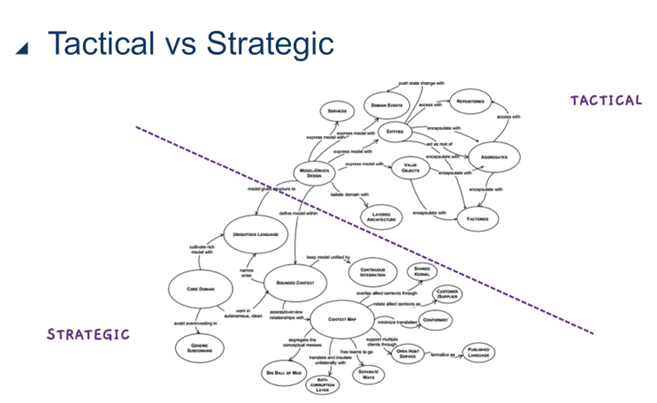 Tactical vs Strategic
push state change with
DOMAIN EVENTS
REPOSITORIES
TACTICAL
SERVICES
access with
access with
express model with
express model with
ENTITIES
encapsulate with
act as root of
express model with
encapsulate with
AGGREGATES
MODEL-DRIVEN
DESIGN
express model with
VALUE
OBJECTS
encapsulate with
model gives structure to
isolate domain with
encapsulate with
define model within
LAYERED
ARCHITECTURE
encapsulate with
FACTORIES
UBIQUITOUS LANGUAGE
cultivate rich
model with
keep model unified by
names
enter
CONTINUOUS
INTEGRATION
SHARED
KERNEL
CORE DOMAIN
BOUNDED CONTEXT
overlap allied contexts through
relate allied contexts as
CUSTOMER
/SUPPLIER
work in
autonomous, clean
assess/overview
relationships with
CONTEXT MAP
minimize translation
CONFORMIST
avoid overinvesting in
STRATEGIC
GENERIC
SUBDOMAINS
segregate the
conceptual messes
support multiple
clients through
free teams to go
translate and insulate
unilaterally with
OPEN HOST
SERVICE
formalize as
PUBLISHED
LANGUAGE
BIG BALL OF MUD
SEPARATE
WAYS
ANTI-
CORRUPTION
LAYER